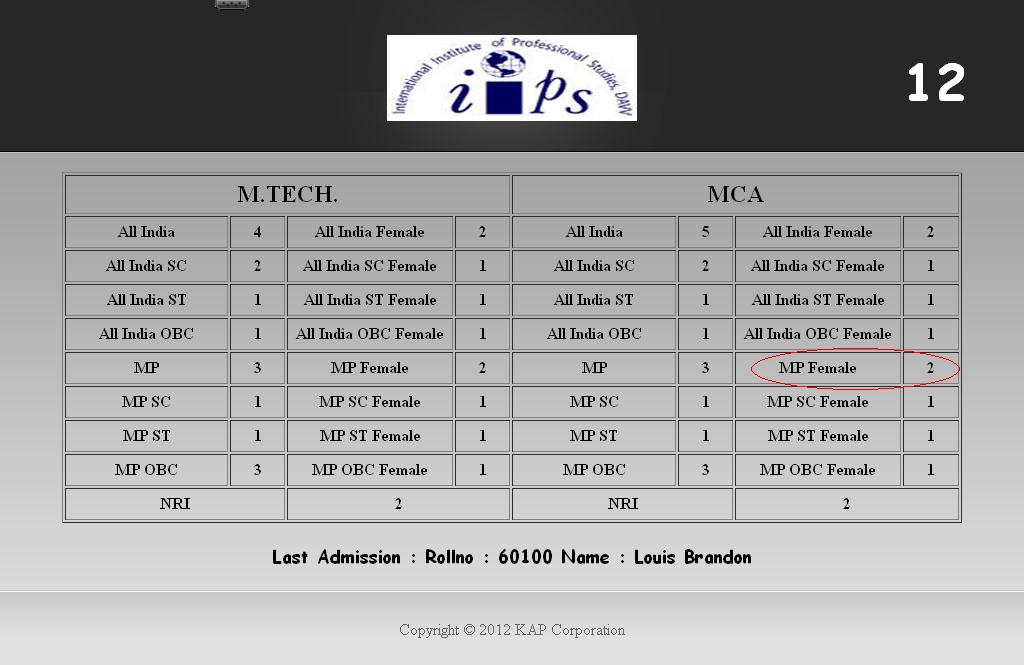 International Institute of Professional Studies, DAVV
i ps
12
M.TECH. MCA
All India 4 All India Female 2 All India 5 All India Female 2
All India SC 2 All India SC Female 1 All India SC 2 All India SC Female 1
All India ST 1 All India ST Female 1 All India ST 1 All India ST Female 1
All India OBC 1 All India OBC Female 1 All India OBC 1 All India OBC Female 1
MP 3 MP Female 2 MP 3 MP Female 2
MP SC 1 MP SC Female 1 MP SC 1 MP SC Female 1
MP ST 1 MP ST Female 1 MP ST 1 MP ST Female 1
MP OBC 3 MP OBC Female 1 MP OBC 3 MP OBC Female 1
NRI 2 NRI 2
Last Admission : Rollno : 60100 Name : Louis Brandon
Copyright © 2012 KAP Corporation